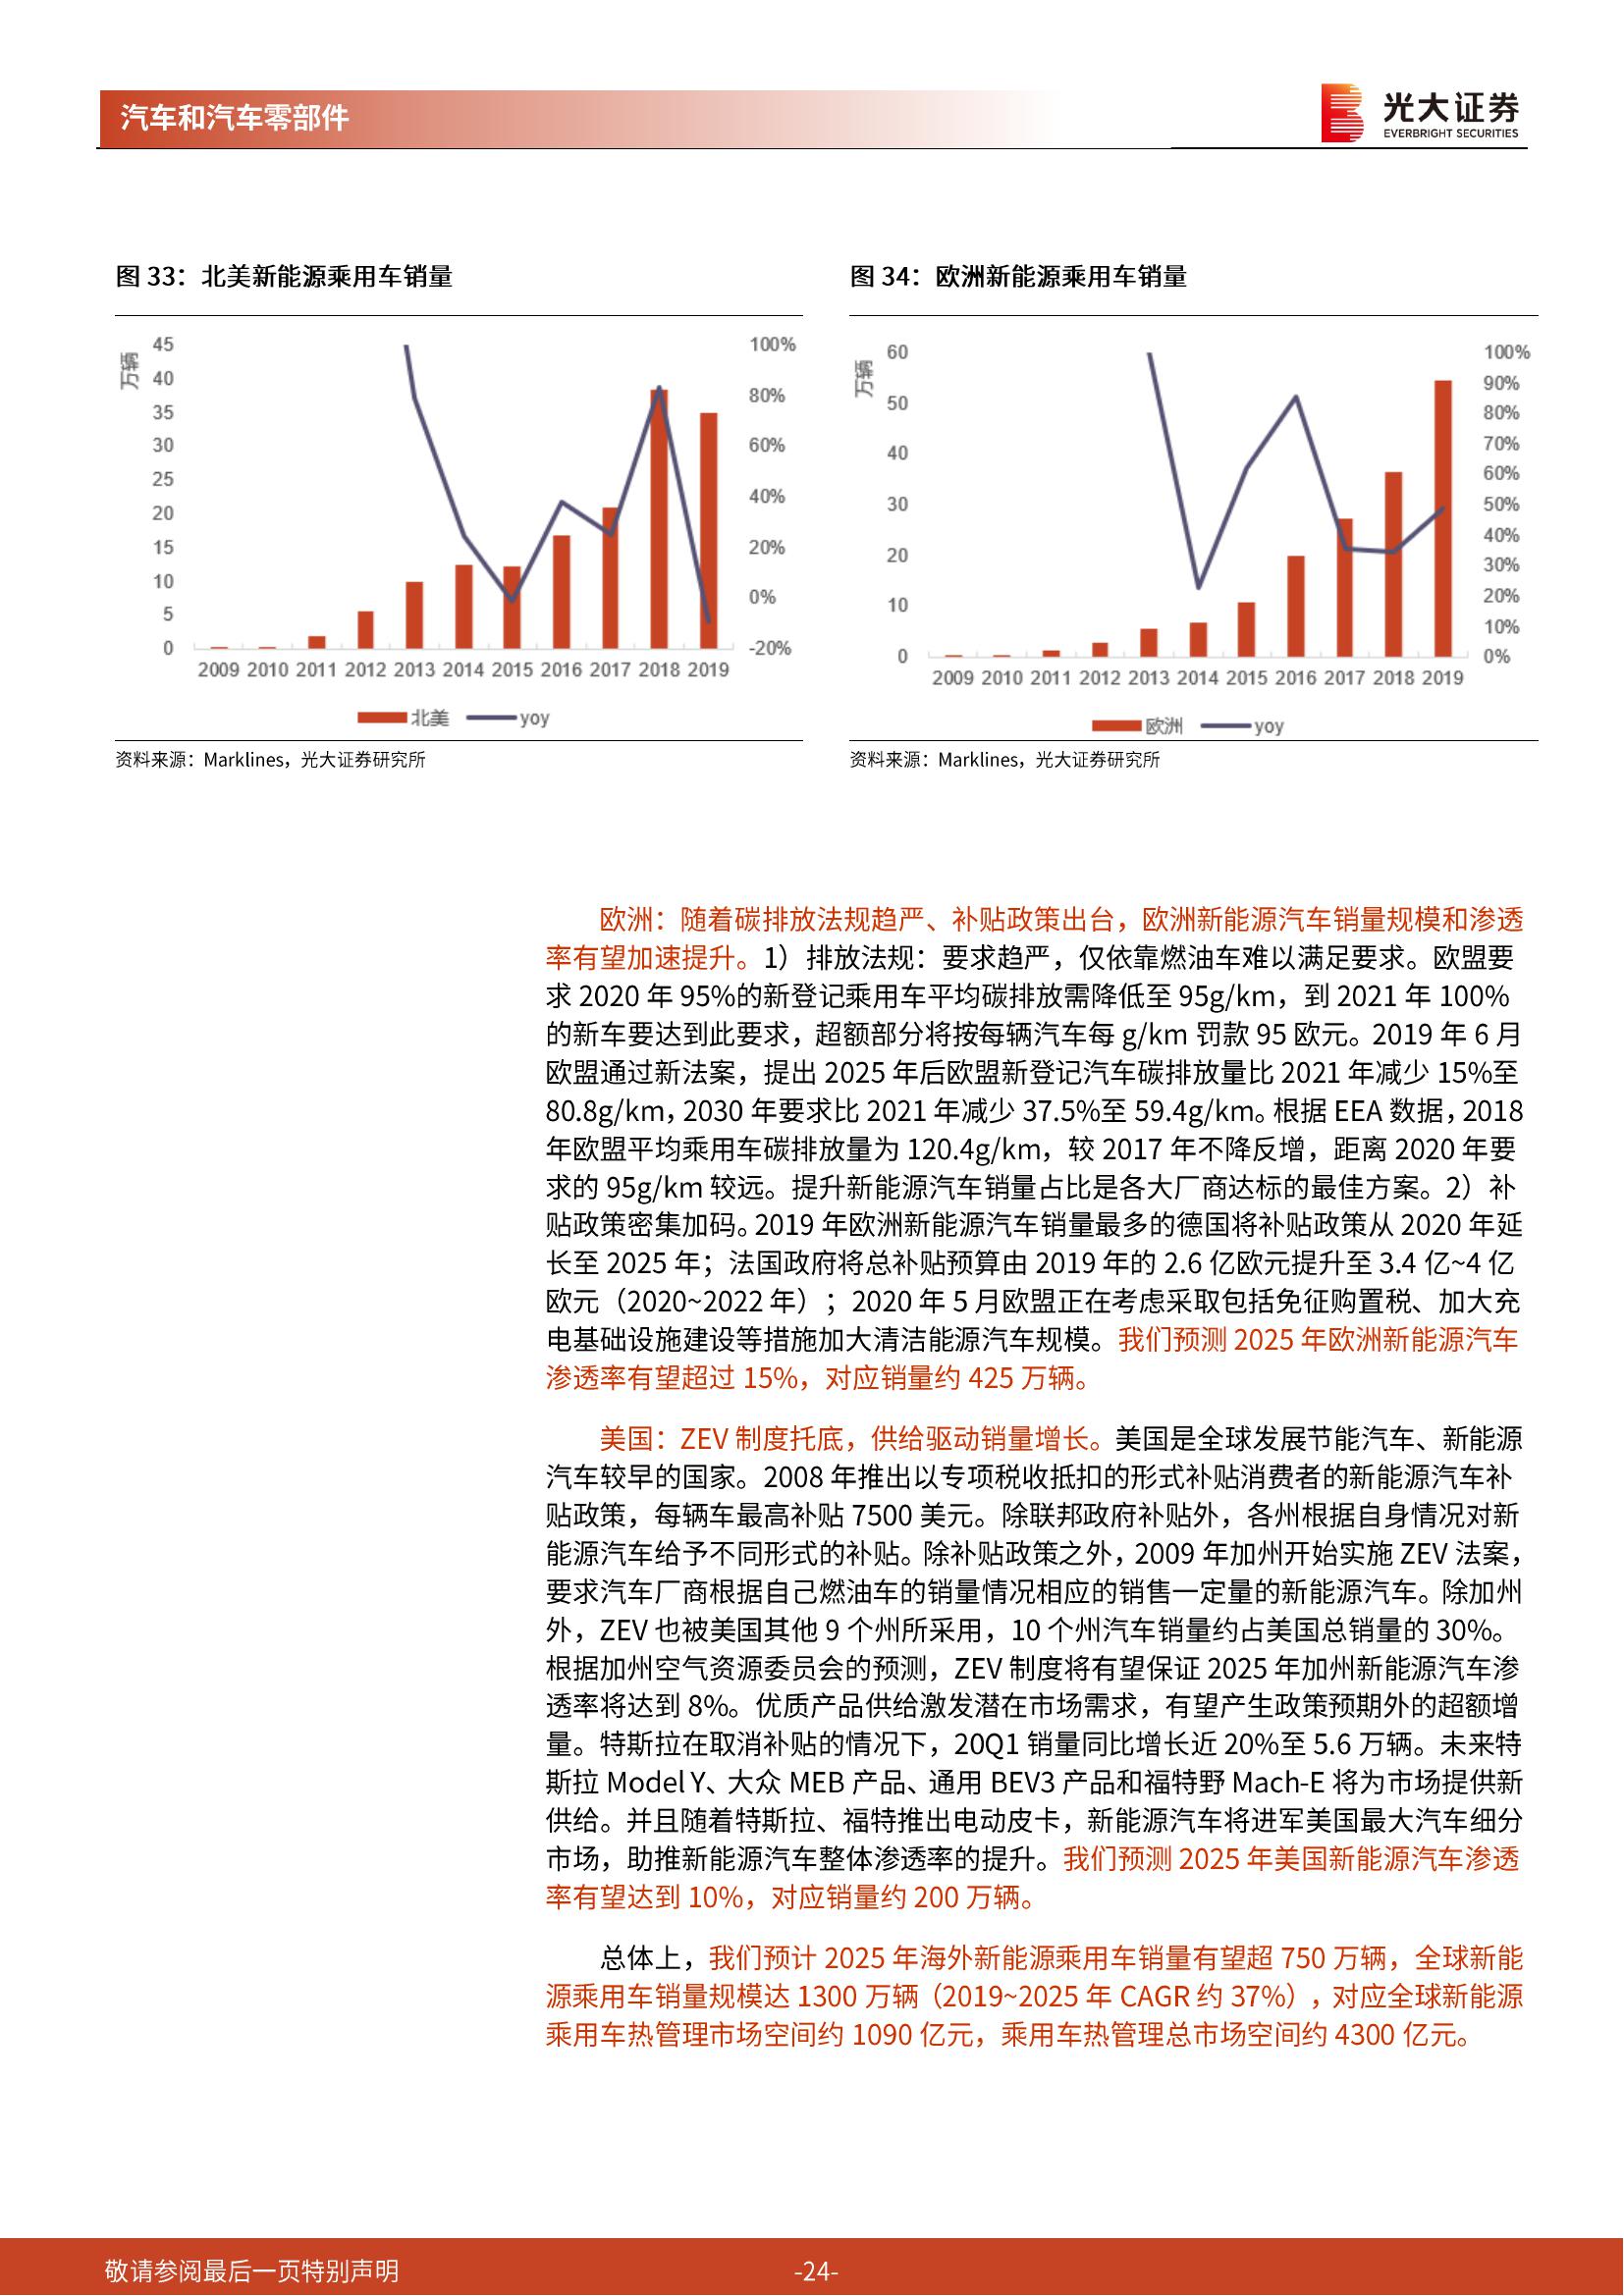 汽车和汽车零部件
光大证券
EVERBRIGHT SECURITIES
图 33：北美新能源乘用车销量
万辆
45
40
35
30
25
20
15
10
5
0
100%
80%
60%
40%
20%
0%
-20%
2009 2010 2011 2012 2013 2014 2015 2016 2017 2018 2019
北美 yoy
资料来源：Marklines，光大证券研究所
图 34：欧洲新能源乘用车销量
万辆
60
50
40
30
20
10
0
100%
90%
80%
70%
60%
50%
40%
30%
20%
10%
0%
2009 2010 2011 2012 2013 2014 2015 2016 2017 2018 2019
欧洲 yoy
资料来源：Marklines，光大证券研究所
欧洲：随着碳排放法规趋严、补贴政策出台，欧洲新能源汽车销量规模和渗透
率有望加速提升。1）排放法规：要求趋严，仅依靠燃油车难以满足要求。欧盟要
求 2020 年 95%的新登记乘用车平均碳排放需降低至 95g/km，到 2021 年 100%
的新车要达到此要求，超额部分将按每辆汽车每 g/km 罚款 95 欧元。2019 年 6 月
欧盟通过新法案，提出 2025 年后欧盟新登记汽车碳排放量比 2021 年减少 15%至
80.8g/km，2030 年要求比 2021 年减少 37.5%至 59.4g/km。根据 EEA 数据，2018
年欧盟平均乘用车碳排放量为 120.4g/km，较 2017 年不降反增，距离 2020 年要
求的 95g/km 较远。提升新能源汽车销量占比是各大厂商达标的最佳方案。2）补
贴政策密集加码。2019 年欧洲新能源汽车销量最多的德国将补贴政策从 2020 年延
长至 2025 年；法国政府将总补贴预算由 2019 年的 2.6 亿欧元提升至 3.4 亿~4 亿
欧元（2020~2022 年）；2020 年 5 月欧盟正在考虑采取包括免征购置税、加大充
电基础设施建设等措施加大清洁能源汽车规模。我们预测 2025 年欧洲新能源汽车
渗透率有望超过 15%，对应销量约 425 万辆。
美国：ZEV 制度托底，供给驱动销量增长。美国是全球发展节能汽车、新能源
汽车较早的国家。2008 年推出以专项税收抵扣的形式补贴消费者的新能源汽车补
贴政策，每辆车最高补贴 7500 美元。除联邦政府补贴外，各州根据自身情况对新
能源汽车给予不同形式的补贴。除补贴政策之外，2009 年加州开始实施 ZEV 法案，
要求汽车厂商根据自己燃油车的销量情况相应的销售一定量的新能源汽车。除加州
外，ZEV 也被美国其他 9 个州所采用，10 个州汽车销量约占美国总销量的 30%。
根据加州空气资源委员会的预测，ZEV 制度将有望保证 2025 年加州新能源汽车渗
透率将达到 8%。优质产品供给激发潜在市场需求，有望产生政策预期外的超额增
量。特斯拉在取消补贴的情况下，20Q1 销量同比增长近 20%至 5.6 万辆。未来特
斯拉 Model Y、大众 MEB 产品、通用 BEV3 产品和福特野 Mach-E 将为市场提供新
供给。并且随着特斯拉、福特推出电动皮卡，新能源汽车将进军美国最大汽车细分
市场，助推新能源汽车整体渗透率的提升。我们预测 2025 年美国新能源汽车渗透
率有望达到 10%，对应销量约 200 万辆。
总体上，我们预计 2025 年海外新能源乘用车销量有望超 750 万辆，全球新能
源乘用车销量规模达 1300 万辆（2019~2025 年 CAGR 约 37%），对应全球新能源
乘用车热管理市场空间约 1090 亿元，乘用车热管理总市场空间约 4300 亿元。
敬请参阅最后一页特别声明
-24-